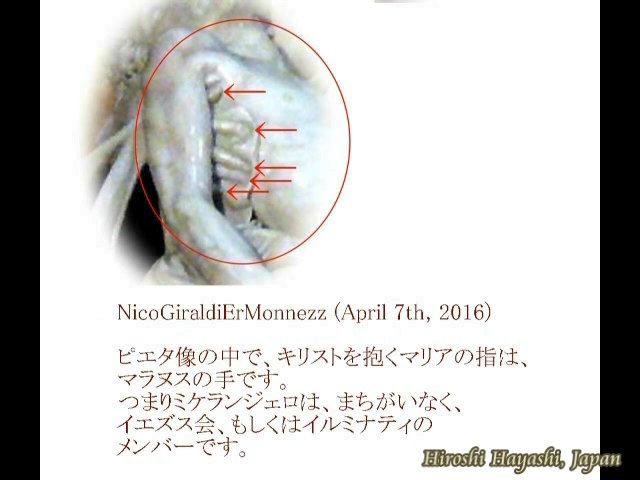 NicoGiraldiErMonnezz (April 7th, 2016)
ピエタ像の中で、キリストを抱くマリアの指は、
マラヌスの手です。
つまりミケランジェロは、まちがいなく、
イエズス会、もしくはイルミナティの
メンバーです。
Hiroshi Hayashi, Japan